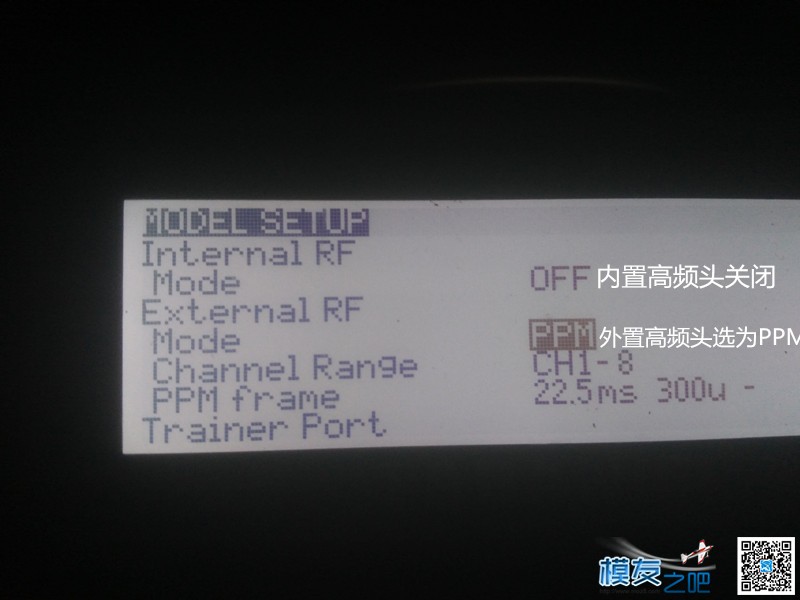 MODEL SETUP
Internal RF
Mode OFF 内置高频头关闭
External RF
Mode PPM 外置高频头选为PPM
Channel Range CH1-8
PPM frame 22.5ms 300u -
Trainer Port
模友之吧